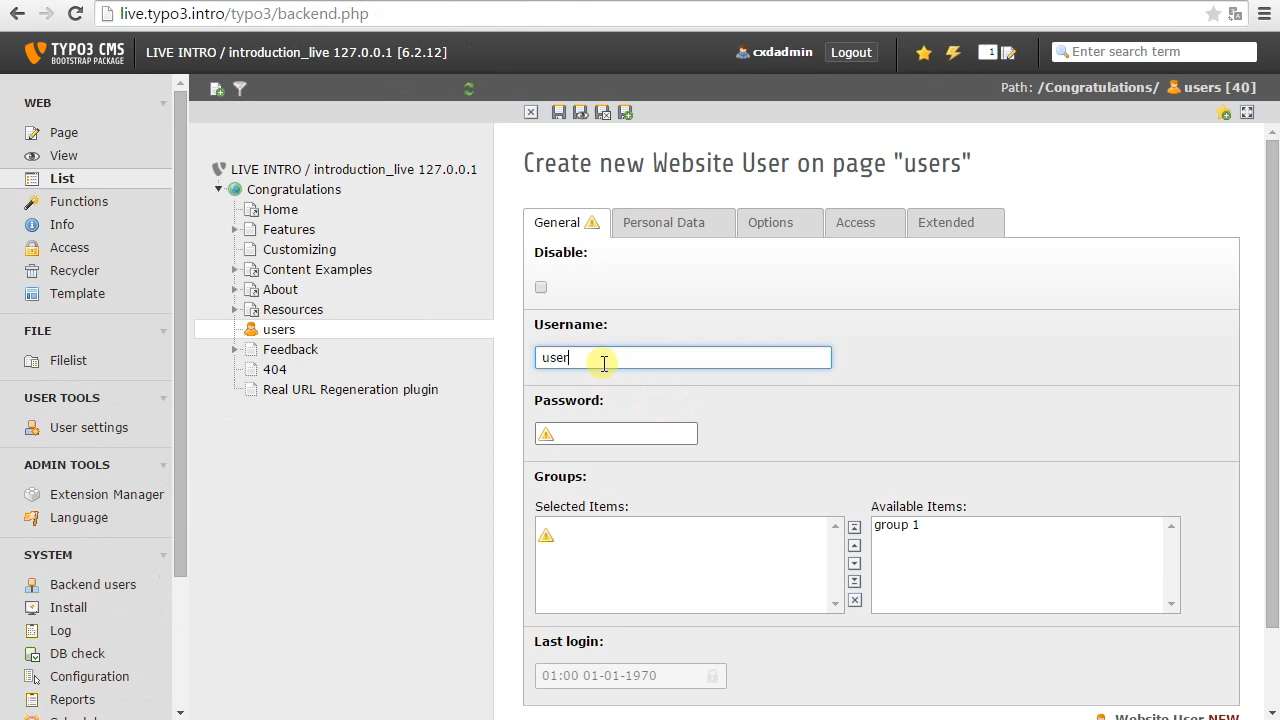 live.typo3.intro/typo3/backend.php
TYPO3 CMS
BOOTSTRAP PACKAGE
LIVE INTRO / introduction_live 127.0.0.1 [6.2.12]
cxdadmin
Logout
1
Enter search term
Path: /Congratulations/ users [40]
WEB
Page
View
List
Functions
Info
Access
Recycler
Template
FILE
Filelist
USER TOOLS
User settings
ADMIN TOOLS
Extension Manager
Language
SYSTEM
Backend users
Install
Log
DB check
Configuration
Reports
LIVE INTRO / introduction_live 127.0.0.1
Congratulations
Home
Features
Customizing
Content Examples
About
Resources
users
Feedback
404
Real URL Regeneration plugin
Create new Website User on page "users"
General
Personal Data
Options
Access
Extended
Disable:
Username:
user
Password:
Groups:
Selected Items:
Available Items:
group 1
Last login:
01:00 01-01-1970
Website User NEW